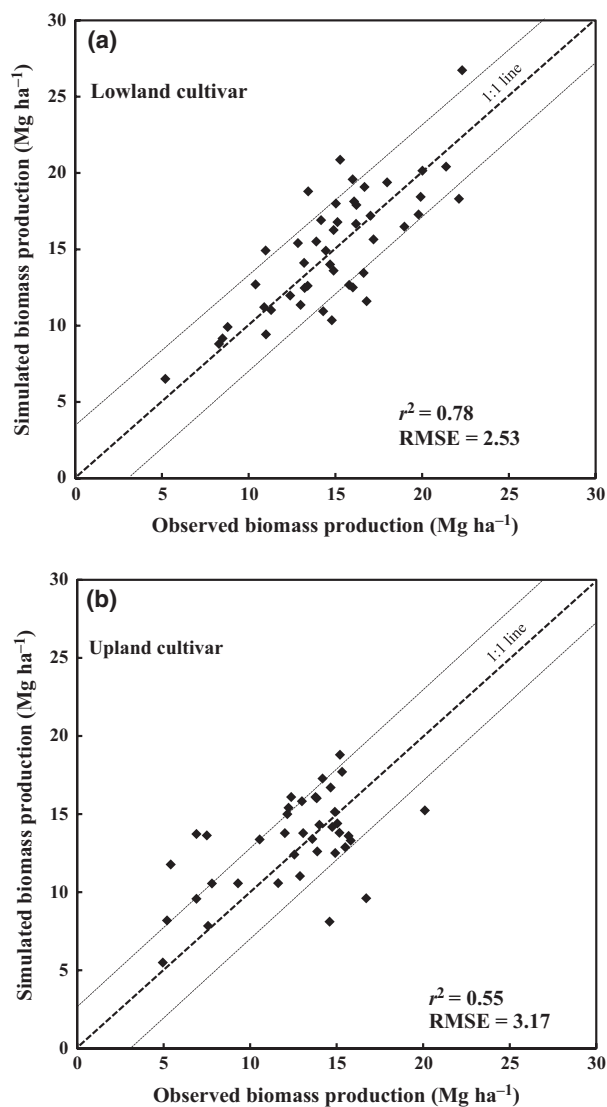 (a)
Lowland cultivar
1:1 line
Simulated biomass production (Mg ha⁻¹)
30
25
20
15
10
5
0
r² = 0.78
RMSE = 2.53
0 5 10 15 20 25 30
Observed biomass production (Mg ha⁻¹)
(b)
Upland cultivar
1:1 line
Simulated biomass production (Mg ha⁻¹)
30
25
20
15
10
5
0
r² = 0.55
RMSE = 3.17
0 5 10 15 20 25 30
Observed biomass production (Mg ha⁻¹)